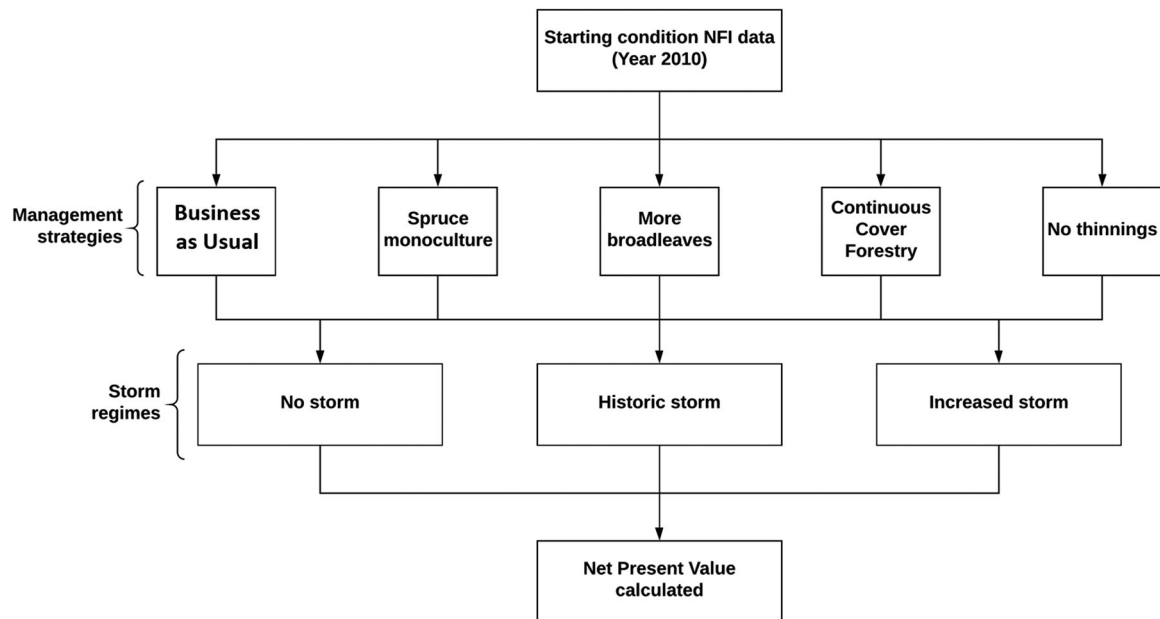 Starting condition NFI data
(Year 2010)
Management
strategies
Business
as Usual
Spruce
monoculture
More
broadleaves
Continuous
Cover
Forestry
No thinnings
Storm
regimes
No storm
Historic storm
Increased storm
Net Present Value
calculated